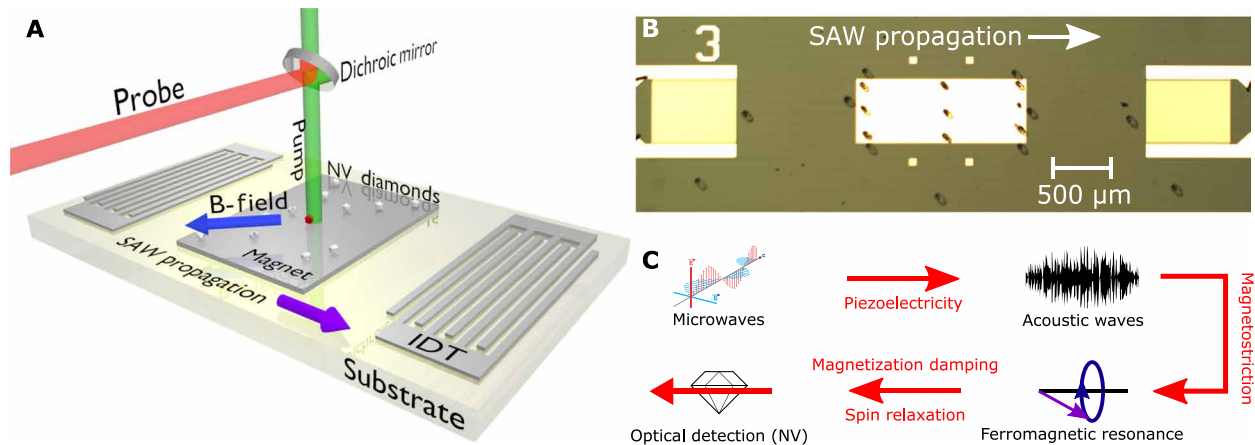 A
Probe
Dichroic mirror
Pump
NV diamonds
B-field
Magnet
SAW propagation
IDT
Substrate
B
3
SAW propagation
500 μm
C
Microwaves
Piezoelectricity
Acoustic waves
Magnetostriction
Magnetization damping
Spin relaxation
Optical detection (NV)
Ferromagnetic resonance